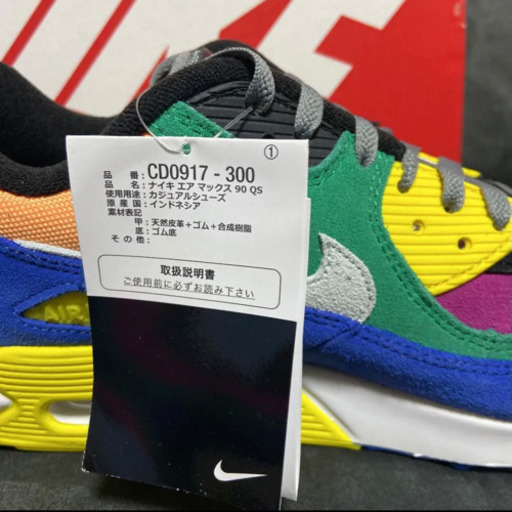 ①
品番: CD0917 - 300
品名: ナイキ エア マックス 90 QS
使用用途: カジュアルシューズ
原産国: インドネシア
素材表記
甲: 天然皮革+ゴム+合成樹脂
底: ゴム底
その他:
取扱説明書
ご使用前に必ずお読み下さい
AIR